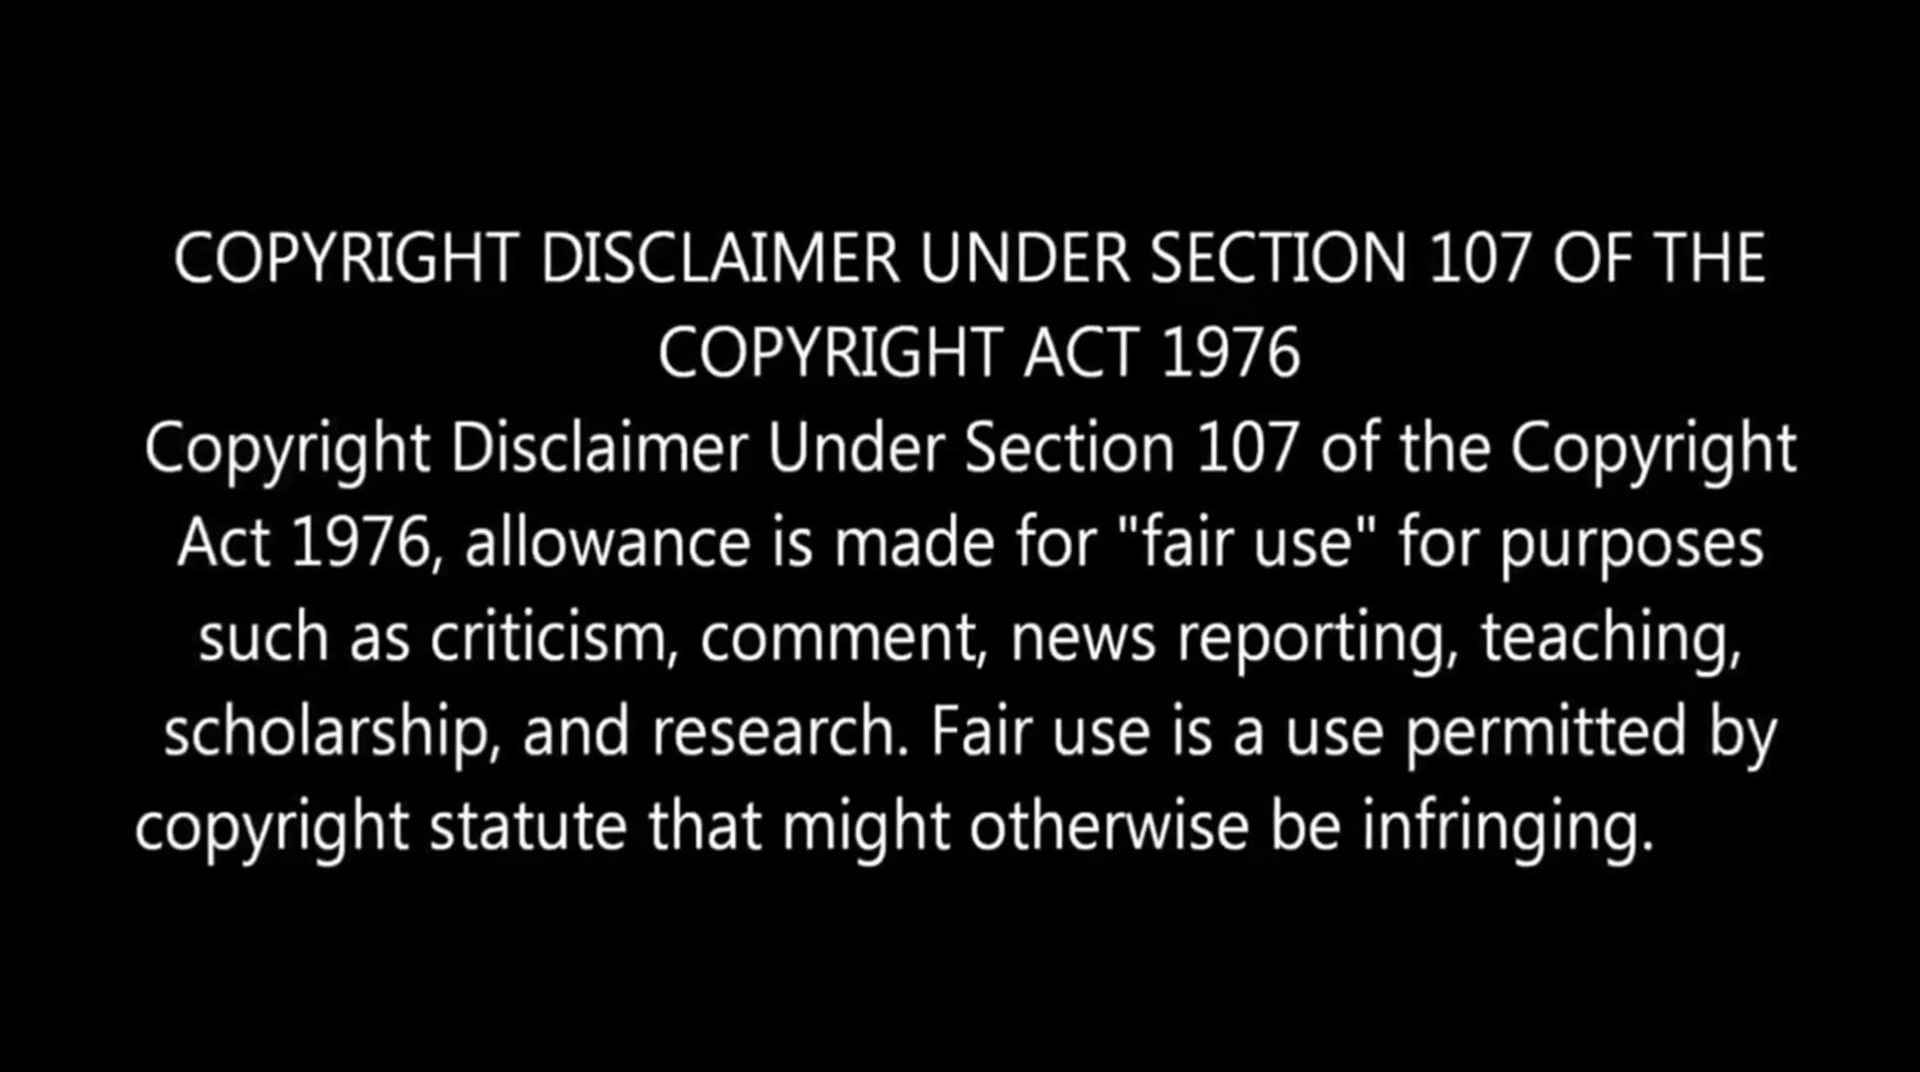 COPYRIGHT DISCLAIMER UNDER SECTION 107 OF THE
COPYRIGHT ACT 1976
Copyright Disclaimer Under Section 107 of the Copyright
Act 1976, allowance is made for "fair use" for purposes
such as criticism, comment, news reporting, teaching,
scholarship, and research. Fair use is a use permitted by
copyright statute that might otherwise be infringing.